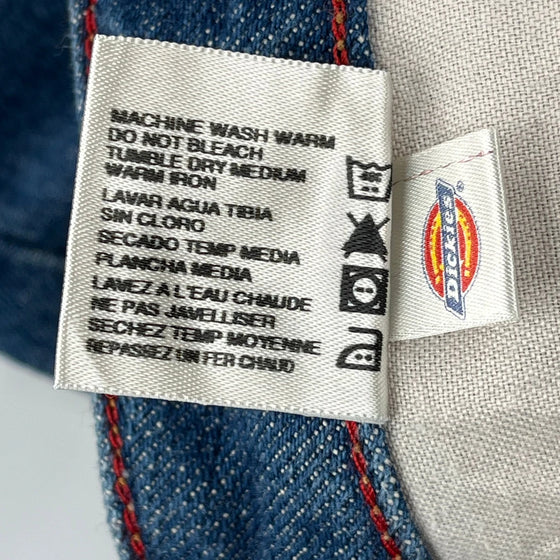 MACHINE WASH WARM
DO NOT BLEACH
TUMBLE DRY MEDIUM
WARM IRON
LAVAR AGUA TIBIA
SIN CLORO
SECADO TEMP MEDIA
PLANCHA MEDIA
LAVEZ A L'EAU CHAUDE
NE PAS JAVELLISER
SECHEZ TEMP MOYENNE
REPASSEZ UN FER CHAUD
Dickies